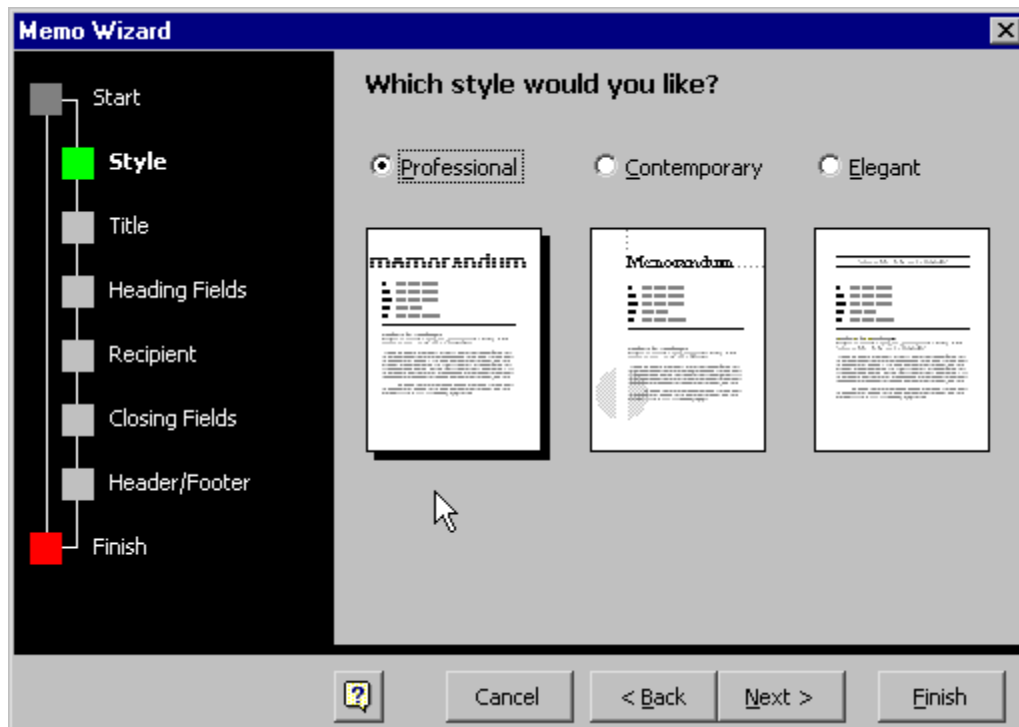 Memo Wizard
Start
Style
Title
Heading Fields
Recipient
Closing Fields
Header/Footer
Finish
Which style would you like?
Professional Contemporary Elegant
memorandum Memorandum
Cancel < Back Next > Finish